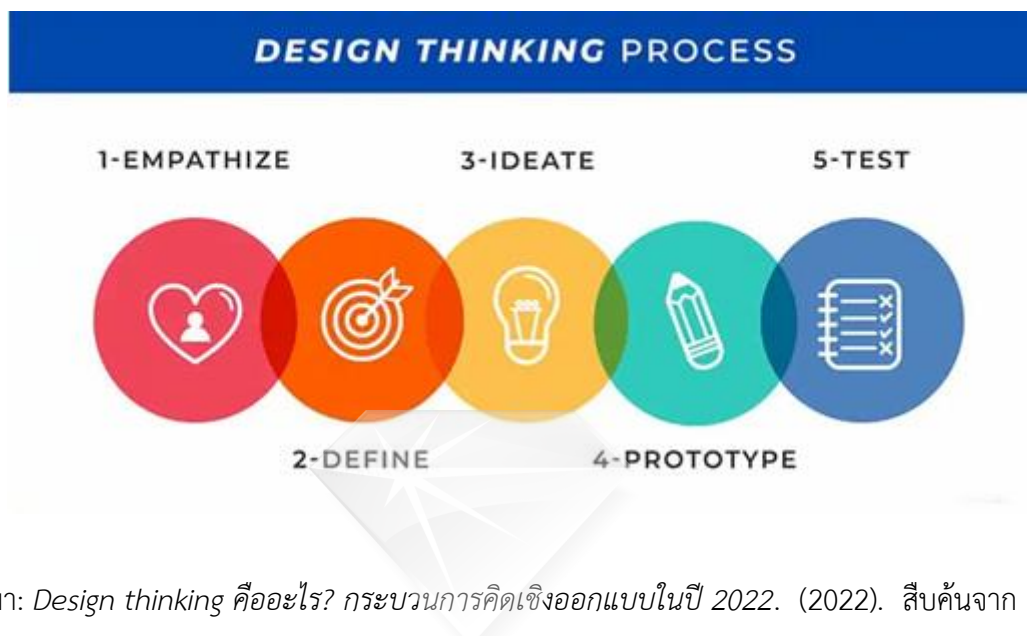 DESIGN THINKING PROCESS
1-EMPATHIZE 3-IDEATE 5-TEST
2-DEFINE 4-PROTOTYPE
Design thinking คืออะไร? กระบวนการคิดเชิงออกแบบในปี 2022. (2022). สืบค้นจาก